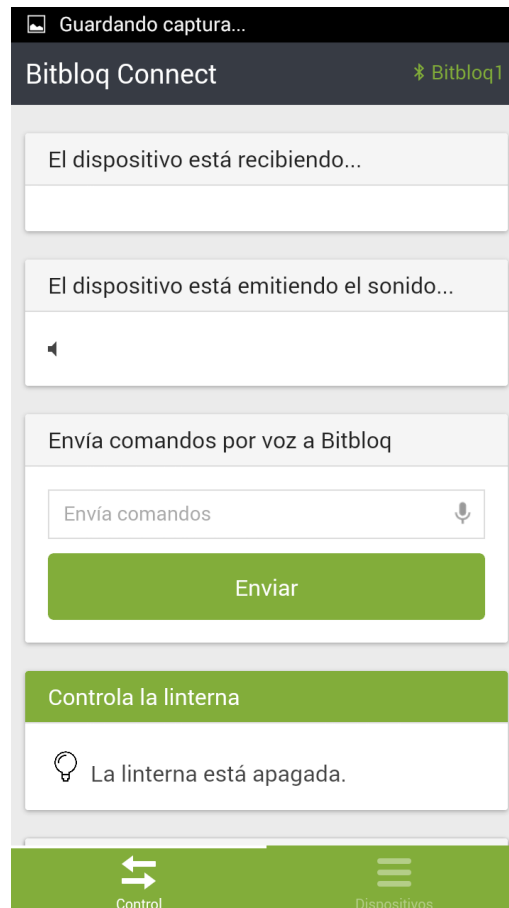 Guardando captura...
Bitbloq Connect
Bitbloq1
El dispositivo está recibiendo...
El dispositivo está emitiendo el sonido...
Envía comandos por voz a Bitbloq
Envía comandos
Enviar
Controla la linterna
La linterna está apagada.
Control
Dispositivos